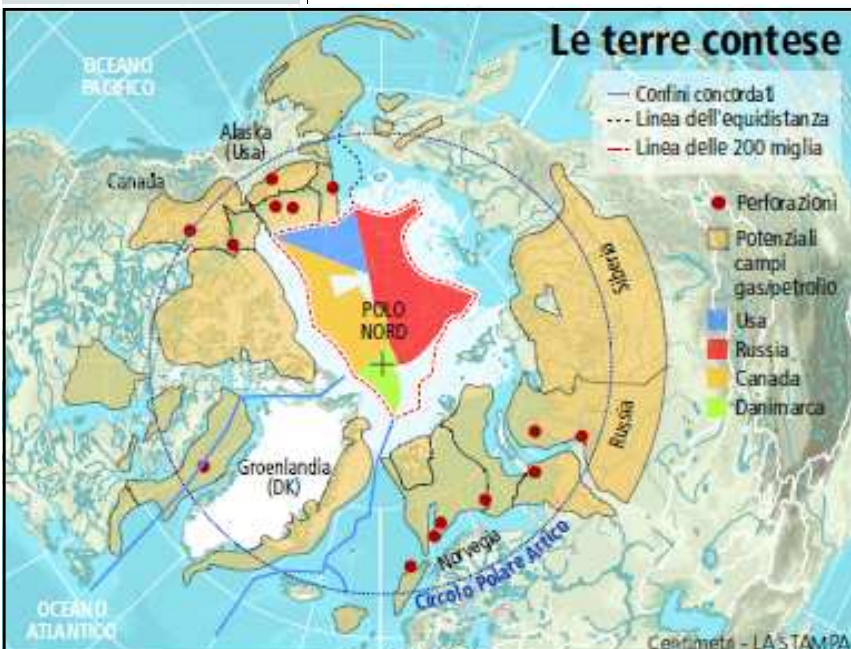 Le terre contese
Confini concordati
Linea dell'equidistanza
Linea delle 200 miglia
Perforazioni
Potenziali
campi
gas/petrolio
Usa
Russia
Canada
Danimarca
OCEANO
PACIFICO
Alaska
(Usa)
Canada
Siberia
POLO
NORD
Russia
Groenlandia
(DK)
Norvegia
Circolo Polare Artico
OCEANO
ATLANTICO
Centimetri - LA STAMPA